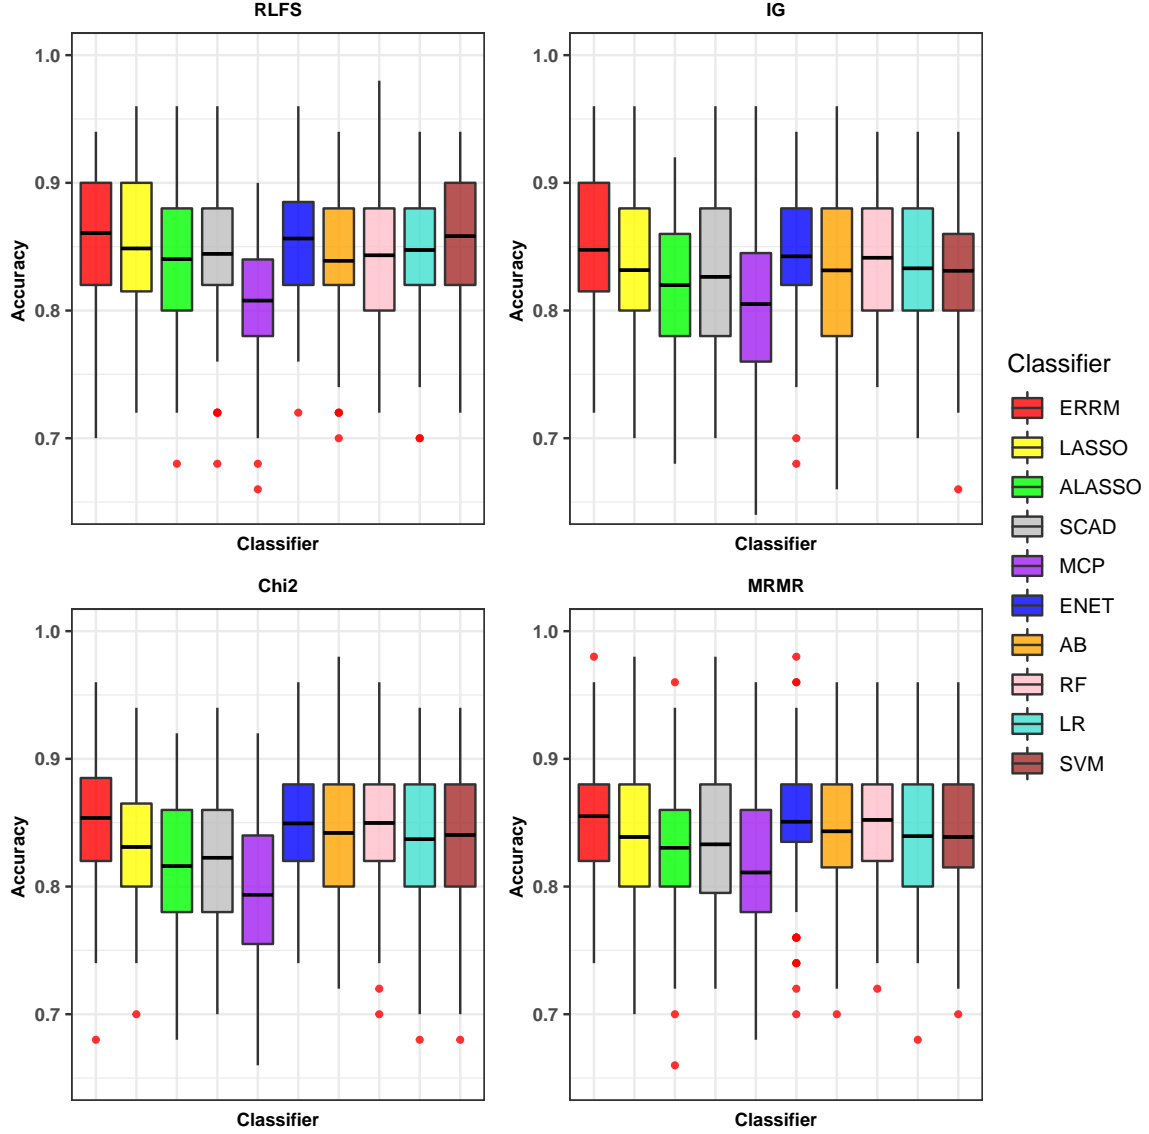 RLFS
IG
Accuracy
1.0
0.9
0.8
0.7
Classifier
Accuracy
1.0
0.9
0.8
0.7
Classifier
Chi2
MRMR
Accuracy
1.0
0.9
0.8
0.7
Classifier
Accuracy
1.0
0.9
0.8
0.7
Classifier
Classifier
ERRM
LASSO
ALASSO
SCAD
MCP
ENET
AB
RF
LR
SVM